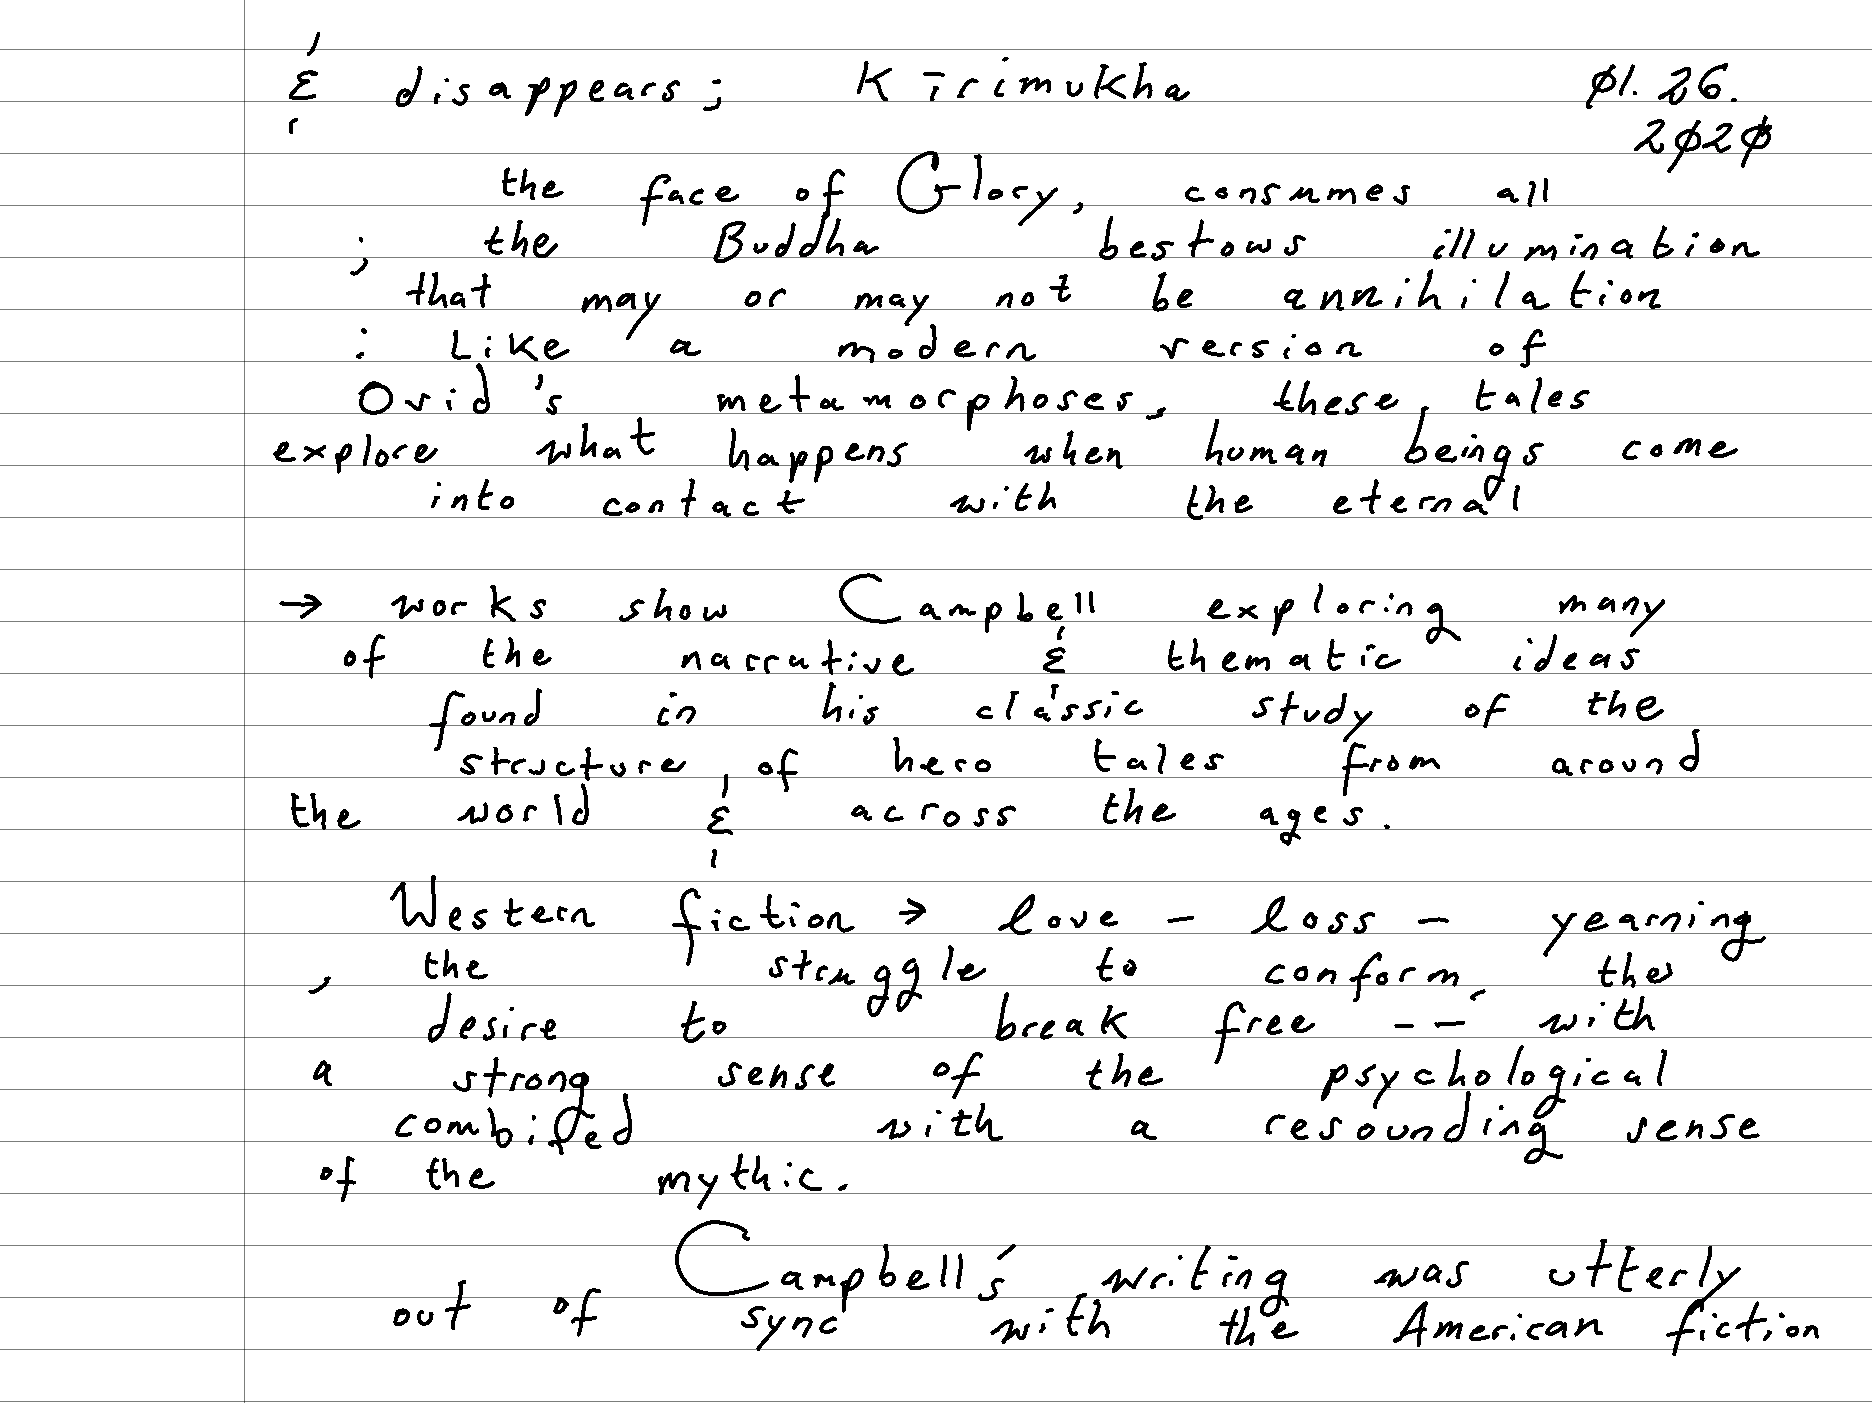 & disappears; Kīrimukha 01.26.
2020
the face of Glory, consumes all
; the Buddha bestows illumination
that may or may not be annihilation
: Like a modern version of
Ovid's metamorphoses, these tales
explore what happens when human beings come
into contact with the eternal
→ works show Campbell exploring many
of the narrative & thematic ideas
found in his classic study of the
structure of hero tales from around
the world & across the ages.
Western fiction → love - loss - yearning
, the struggle to conform, the
desire to break free -- with
a strong sense of the psychological
combined with a resounding sense
of the mythic.
Campbell's writing was utterly
out of sync with the American fiction